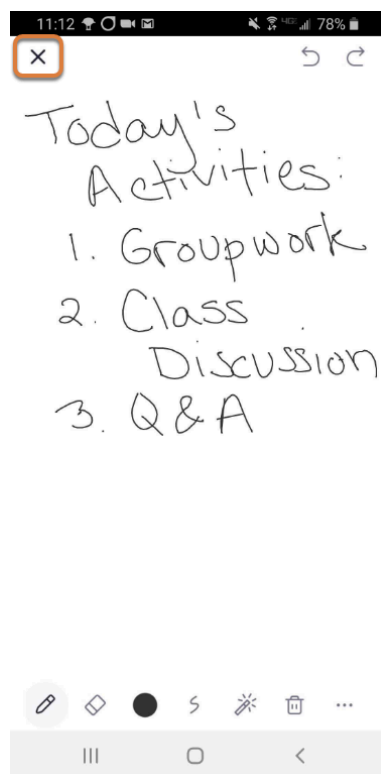 11:12 78%
Today's
Activities:
1. Groupwork
2. Class
Discussion
3. Q & A